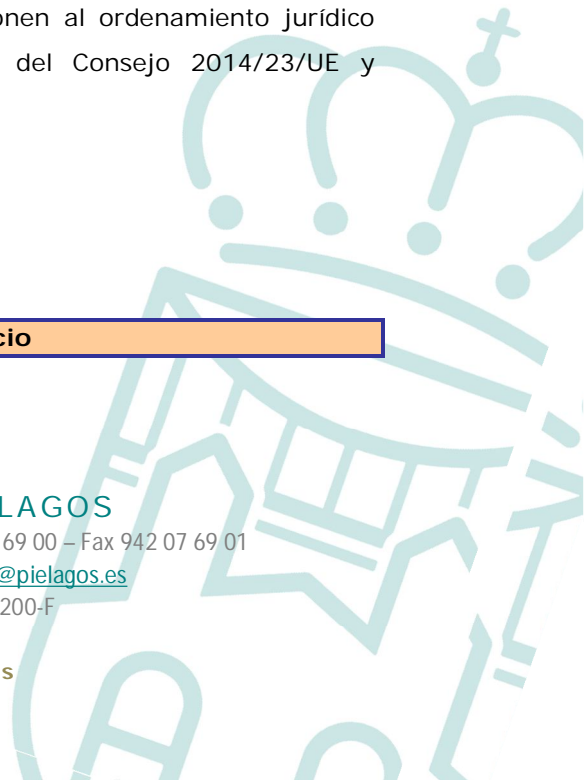 onen al ordenamiento jurídico
del Consejo 2014/23/UE y
cio
LAGOS
69 00 – Fax 942 07 69 01
@pielagos.es
200-F
s